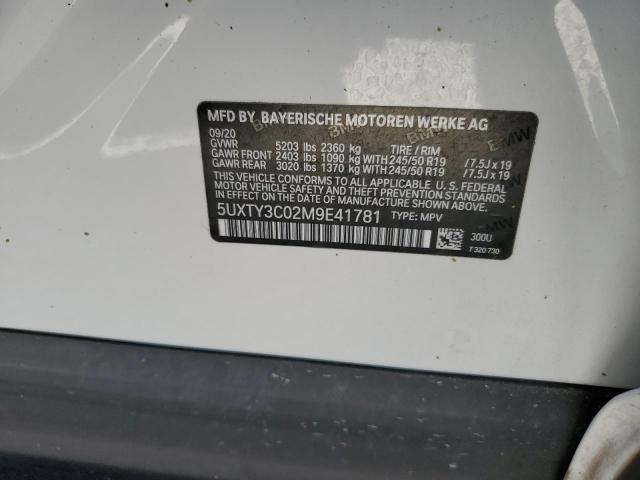 MFD BY BAYERISCHE MOTOREN WERKE AG
09/20
GVWR 5203 lbs 2360 kg TIRE / RIM
GAWR FRONT 2403 lbs 1090 kg WITH 245/50 R19 /7.5J x 19
GAWR REAR 3020 lbs 1370 kg WITH 245/50 R19 /7.5J x 19
THIS VEHICLE CONFORMS TO ALL APPLICABLE U. S. FEDERAL
MOTOR VEHICLE SAFETY, BUMPER, AND THEFT PREVENTION
STANDARDS IN EFFECT ON THE DATE OF MANUFACTURE SHOWN ABOVE.
5UXTY3C02M9E41781 TYPE: MPV
300U
T 320 730